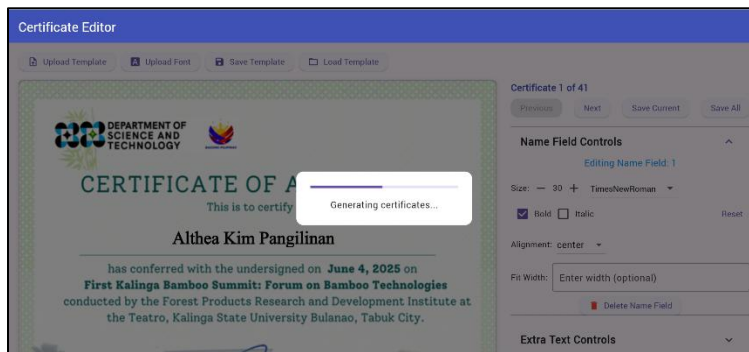 Certificate Editor
Upload Template
Upload Font
Save Template
Load Template
DEPARTMENT OF
SCIENCE AND
TECHNOLOGY
CERTIFICATE OF A
This is to certify
Althea Kim Pangilinan
has conferred with the undersigned on June 4, 2025 on
First Kalinga Bamboo Summit: Forum on Bamboo Technologies
conducted by the Forest Products Research and Development Institute at
the Teatro, Kalinga State University Bulanao, Tabuk City.
Generating certificates...
Certificate 1 of 41
Previous
Next
Save Current
Save All
Name Field Controls
Editing Name Field: 1
Size: — 30 + TimesNewRoman
Bold
Italic
Reset
Alignment: center
Fit Width: Enter width (optional)
Delete Name Field
Extra Text Controls